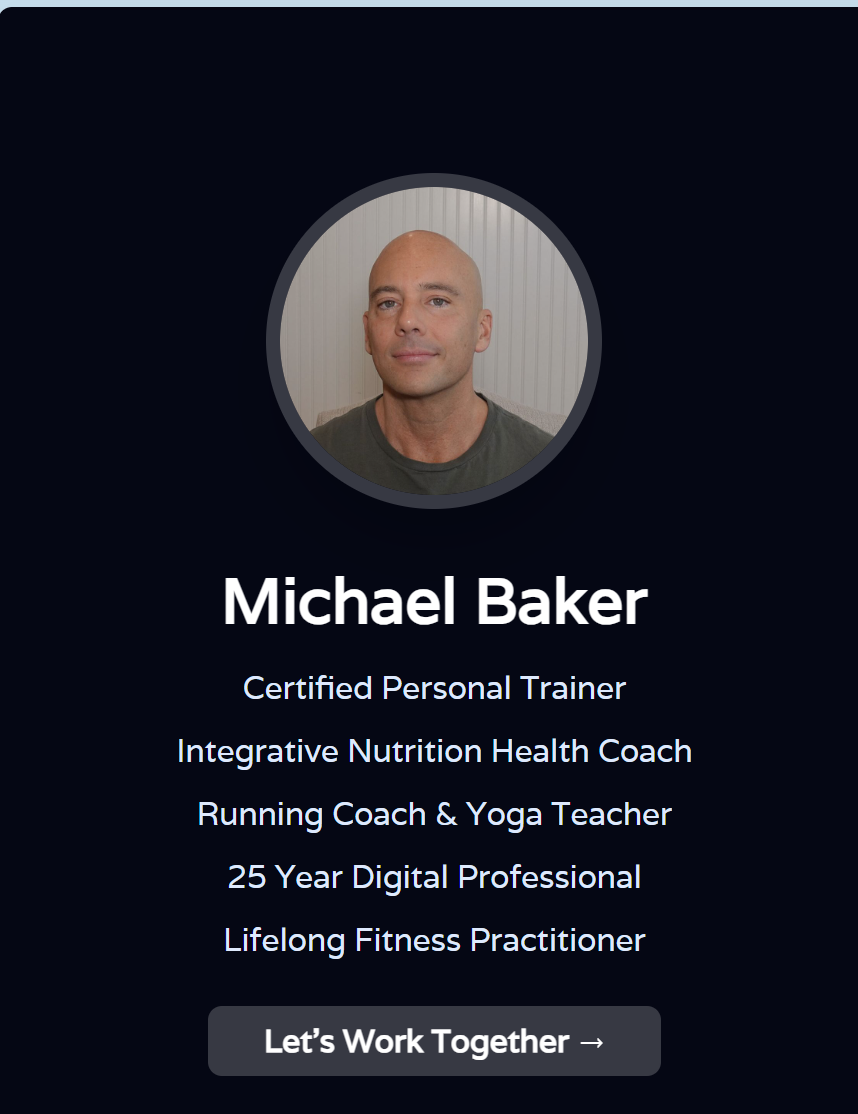 Michael Baker
Certified Personal Trainer
Integrative Nutrition Health Coach
Running Coach & Yoga Teacher
25 Year Digital Professional
Lifelong Fitness Practitioner
Let’s Work Together →